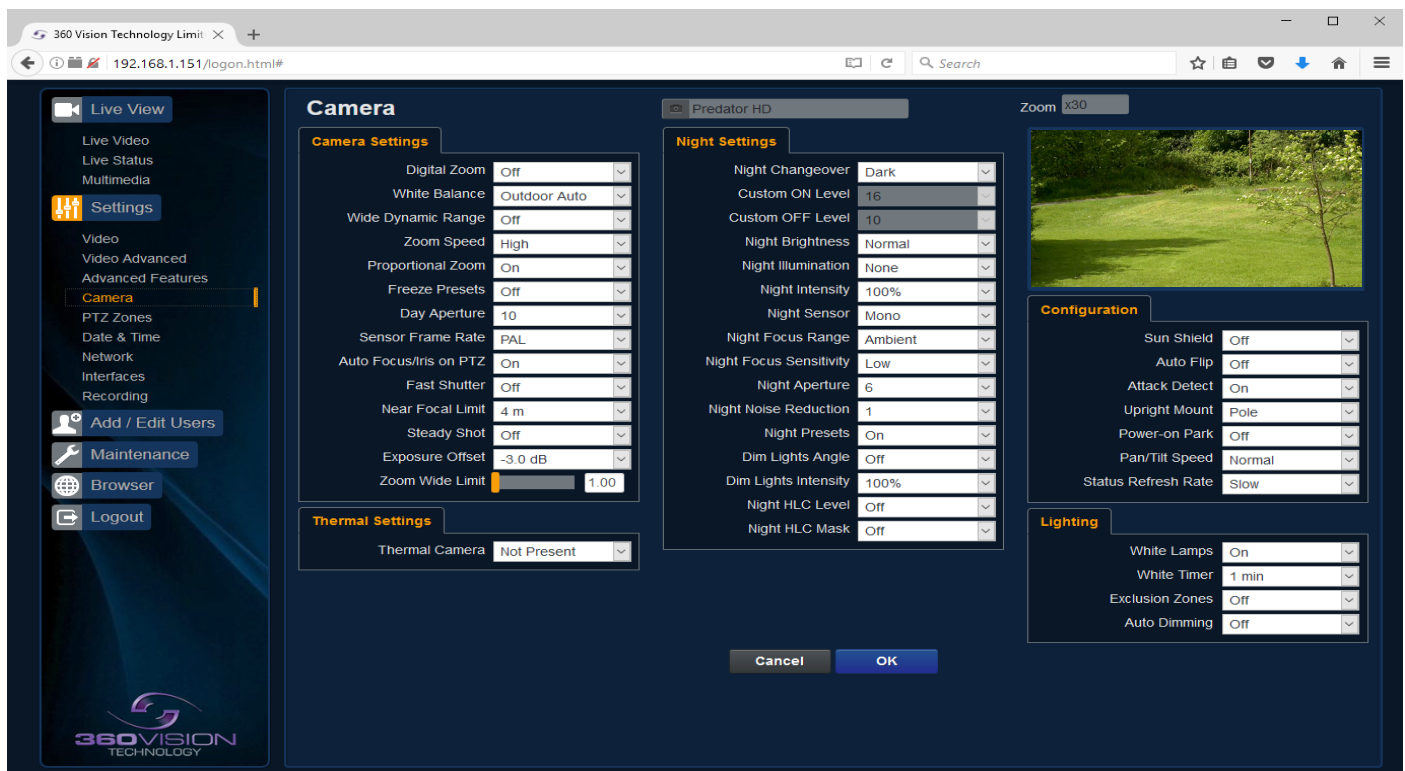 360 Vision Technology Limit
192.168.1.151/logon.html#
Search
Live View
Live Video
Live Status
Multimedia
Settings
Video
Video Advanced
Advanced Features
Camera
PTZ Zones
Date & Time
Network
Interfaces
Recording
Add / Edit Users
Maintenance
Browser
Logout
360 VISION
TECHNOLOGY
Camera
Predator HD
Zoom x30
Camera Settings
Digital Zoom Off
White Balance Outdoor Auto
Wide Dynamic Range Off
Zoom Speed High
Proportional Zoom On
Freeze Presets Off
Day Aperture 10
Sensor Frame Rate PAL
Auto Focus/Iris on PTZ On
Fast Shutter Off
Near Focal Limit 4 m
Steady Shot Off
Exposure Offset -3.0 dB
Zoom Wide Limit 1.00
Thermal Settings
Thermal Camera Not Present
Night Settings
Night Changeover Dark
Custom ON Level 16
Custom OFF Level 10
Night Brightness Normal
Night Illumination None
Night Intensity 100%
Night Sensor Mono
Night Focus Range Ambient
Night Focus Sensitivity Low
Night Aperture 6
Night Noise Reduction 1
Night Presets On
Dim Lights Angle Off
Dim Lights Intensity 100%
Night HLC Level Off
Night HLC Mask Off
Configuration
Sun Shield Off
Auto Flip Off
Attack Detect On
Upright Mount Pole
Power-on Park Off
Pan/Tilt Speed Normal
Status Refresh Rate Slow
Lighting
White Lamps On
White Timer 1 min
Exclusion Zones Off
Auto Dimming Off
Cancel OK